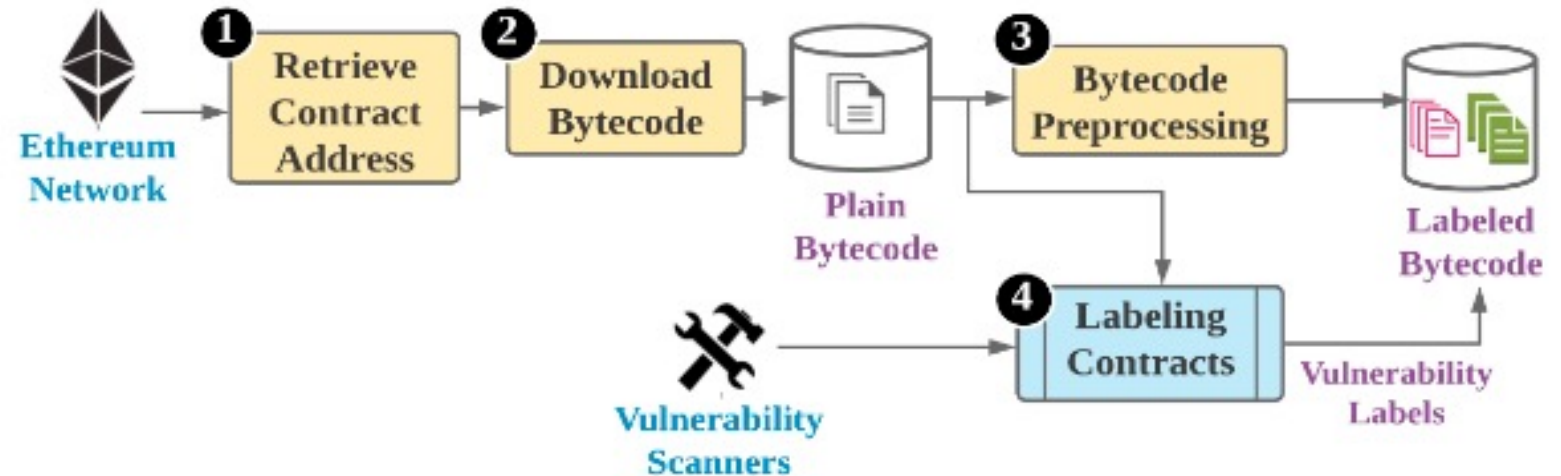 1
Retrieve
Contract
Address
2
Download
Bytecode
3
Bytecode
Preprocessing
Ethereum
Network
Plain
Bytecode
Labeled
Bytecode
4
Labeling
Contracts
Vulnerability
Labels
Vulnerability
Scanners